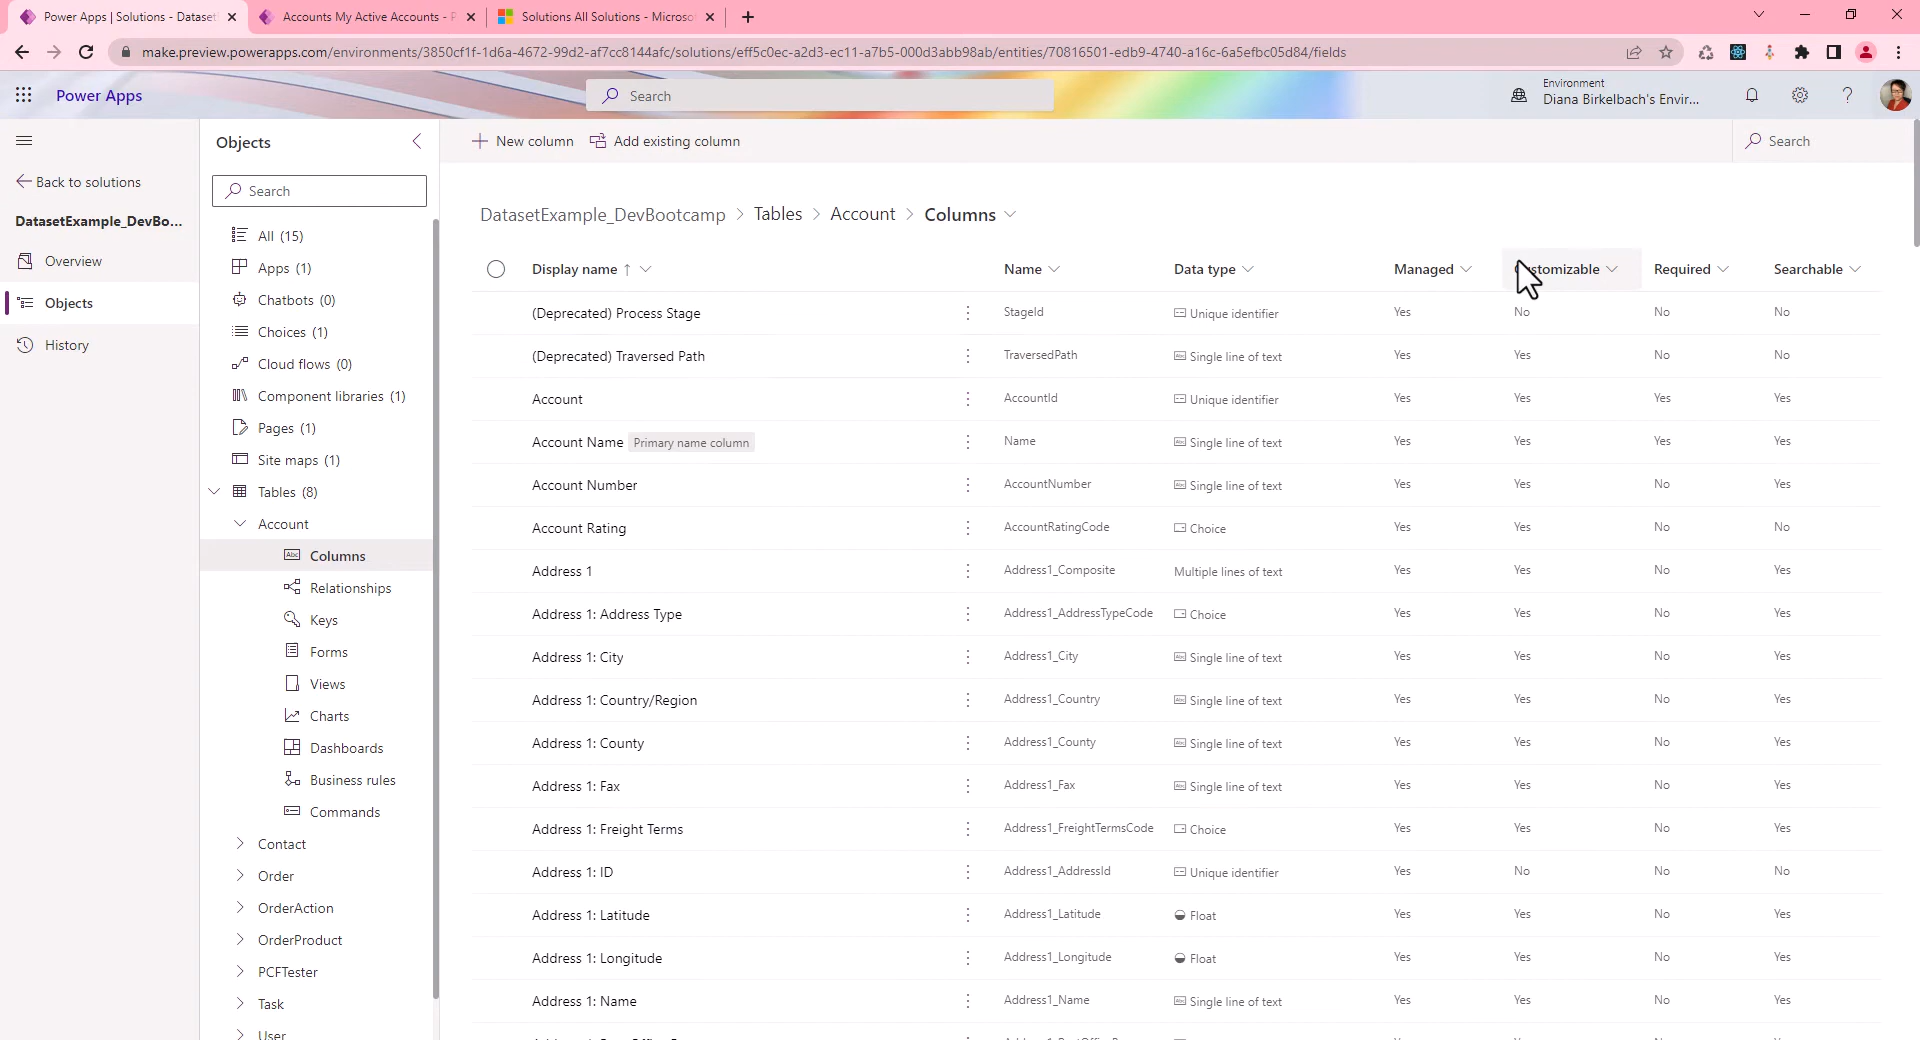 Power Apps | Solutions - Dataset
Accounts My Active Accounts - P
Solutions All Solutions - Microso
make.preview.powerapps.com/environments/3850cf1f-1d6a-4672-99d2-af7cc8144afc/solutions/eff5c0ec-a2d3-ec11-a7b5-000d3abb98ab/entities/70816501-edb9-4740-a16c-6a5efbc05d84/fields
Power Apps
Search
Environment
Diana Birkelbach's Envir...
Back to solutions
DatasetExample_DevBo...
Overview
Objects
History
Objects
Search
All (15)
Apps (1)
Chatbots (0)
Choices (1)
Cloud flows (0)
Component libraries (1)
Pages (1)
Site maps (1)
Tables (8)
Account
Columns
Relationships
Keys
Forms
Views
Charts
Dashboards
Business rules
Commands
Contact
Order
OrderAction
OrderProduct
PCFTester
Task
User
New column Add existing column Search
DatasetExample_DevBootcamp > Tables > Account > Columns
Display name ↑ Name Data type Managed Customizable Required Searchable
(Deprecated) Process Stage StageId Unique identifier Yes No No No
(Deprecated) Traversed Path TraversedPath Single line of text Yes Yes No No
Account AccountId Unique identifier Yes Yes Yes Yes
Account Name Primary name column Name Single line of text Yes Yes Yes Yes
Account Number AccountNumber Single line of text Yes Yes No Yes
Account Rating AccountRatingCode Choice Yes Yes No No
Address 1 Address1_Composite Multiple lines of text Yes Yes No Yes
Address 1: Address Type Address1_AddressTypeCode Choice Yes Yes No Yes
Address 1: City Address1_City Single line of text Yes Yes No Yes
Address 1: Country/Region Address1_Country Single line of text Yes Yes No Yes
Address 1: County Address1_County Single line of text Yes Yes No Yes
Address 1: Fax Address1_Fax Single line of text Yes Yes No Yes
Address 1: Freight Terms Address1_FreightTermsCode Choice Yes Yes No Yes
Address 1: ID Address1_AddressId Unique identifier Yes No No No
Address 1: Latitude Address1_Latitude Float Yes Yes No Yes
Address 1: Longitude Address1_Longitude Float Yes Yes No Yes
Address 1: Name Address1_Name Single line of text Yes Yes No Yes